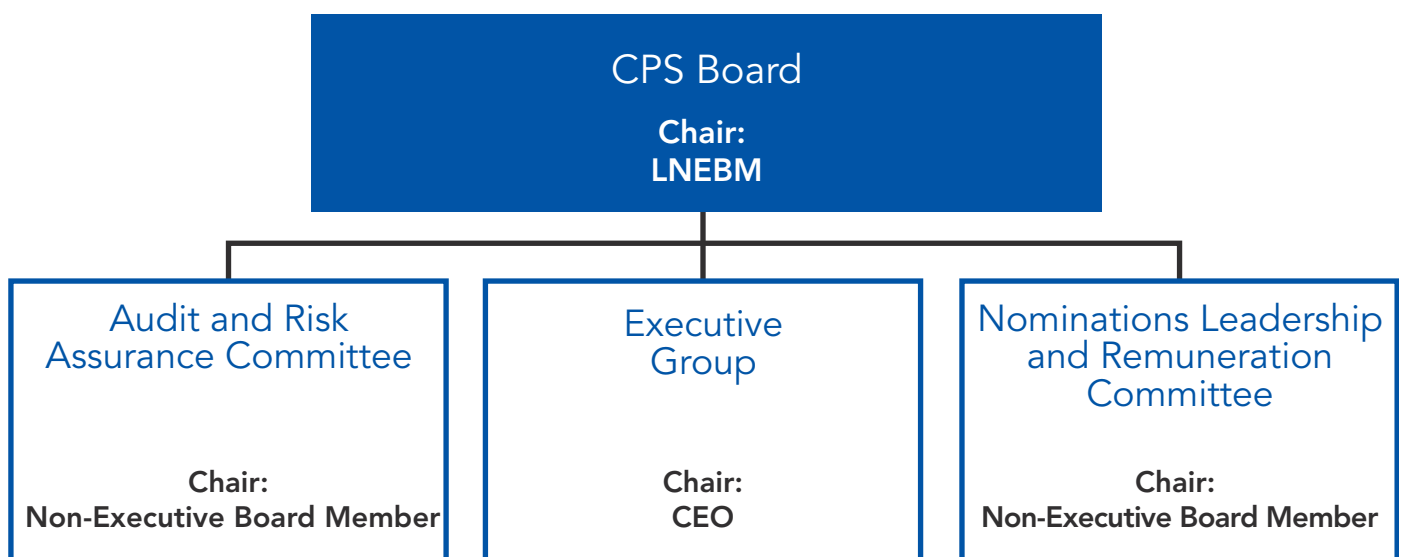 CPS Board
Chair:
LNEBM
Audit and Risk
Assurance Committee
Chair:
Non-Executive Board Member
Executive
Group
Chair:
CEO
Nominations Leadership
and Remuneration
Committee
Chair:
Non-Executive Board Member